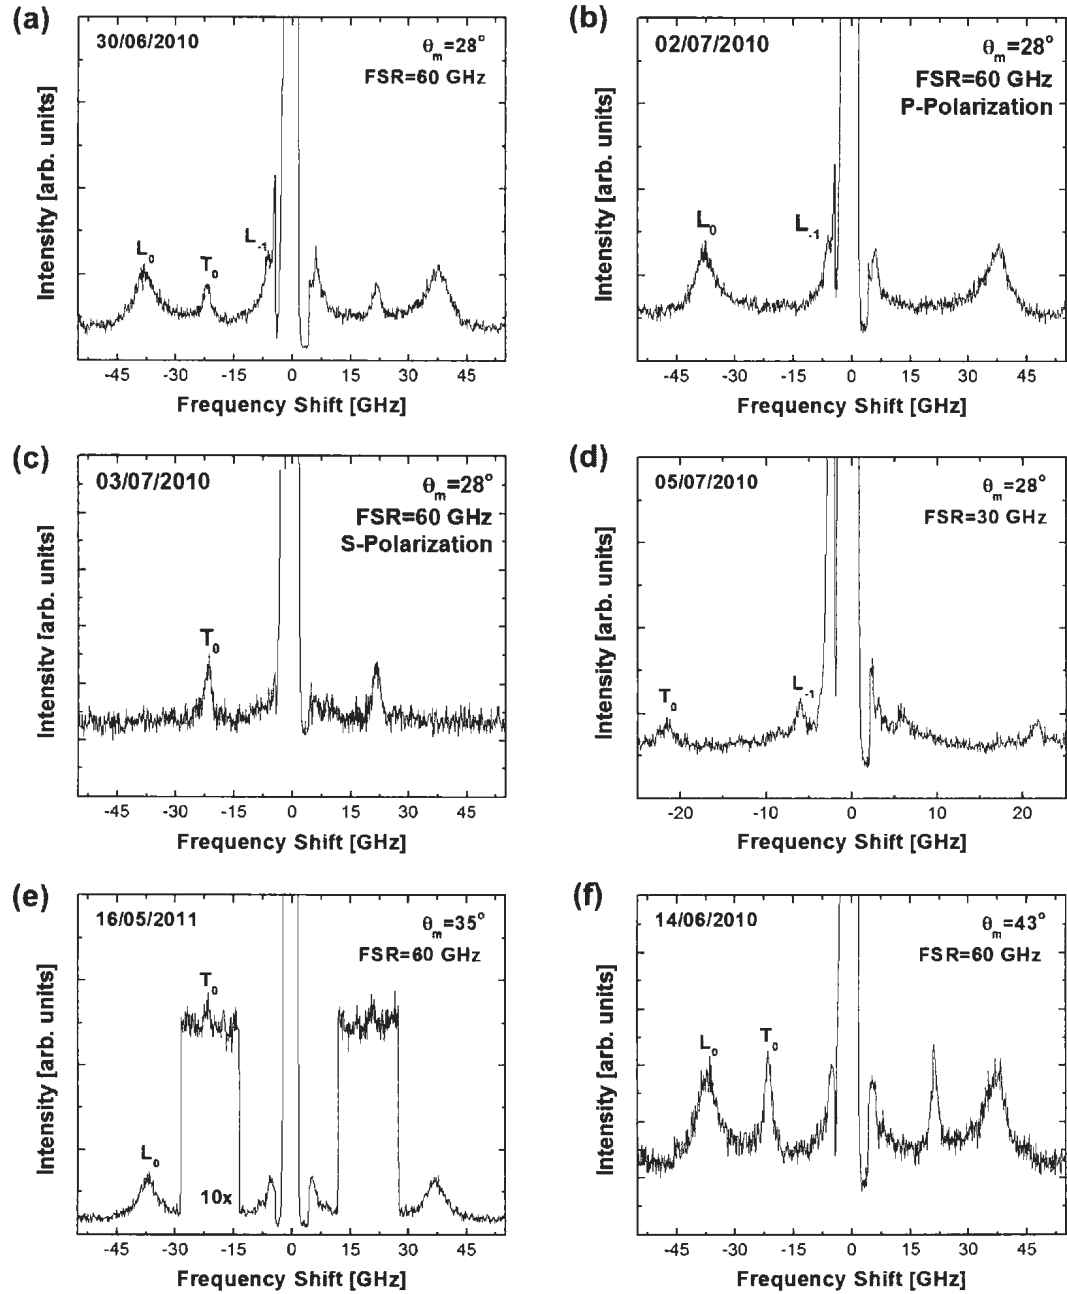 (a)
30/06/2010
θm=28°
FSR=60 GHz
L0
T0
L-1
Intensity [arb. units]
-45 -30 -15 0 15 30 45
Frequency Shift [GHz]
(b)
02/07/2010
θm=28°
FSR=60 GHz
P-Polarization
L0
L-1
Intensity [arb. units]
-45 -30 -15 0 15 30 45
Frequency Shift [GHz]
(c)
03/07/2010
θm=28°
FSR=60 GHz
S-Polarization
T0
Intensity [arb. units]
-45 -30 -15 0 15 30 45
Frequency Shift [GHz]
(d)
05/07/2010
θm=28°
FSR=30 GHz
T0
L-1
Intensity [arb. units]
-20 -10 0 10 20
Frequency Shift [GHz]
(e)
16/05/2011
θm=35°
FSR=60 GHz
T0
L0
10x
Intensity [arb. units]
-45 -30 -15 0 15 30 45
Frequency Shift [GHz]
(f)
14/06/2010
θm=43°
FSR=60 GHz
L0
T0
Intensity [arb. units]
-45 -30 -15 0 15 30 45
Frequency Shift [GHz]